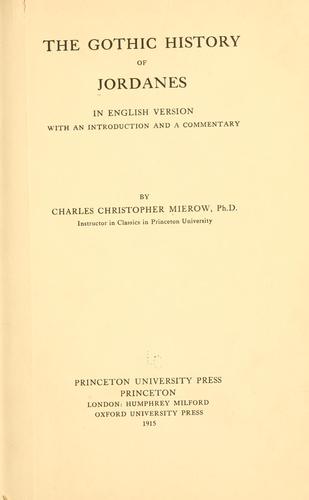 THE GOTHIC HISTORY
OF
JORDANES
IN ENGLISH VERSION
WITH AN INTRODUCTION AND A COMMENTARY
BY
CHARLES CHRISTOPHER MIEROW, Ph.D.
Instructor in Classics in Princeton University
PRINCETON UNIVERSITY PRESS
PRINCETON
LONDON: HUMPHREY MILFORD
OXFORD UNIVERSITY PRESS
1915